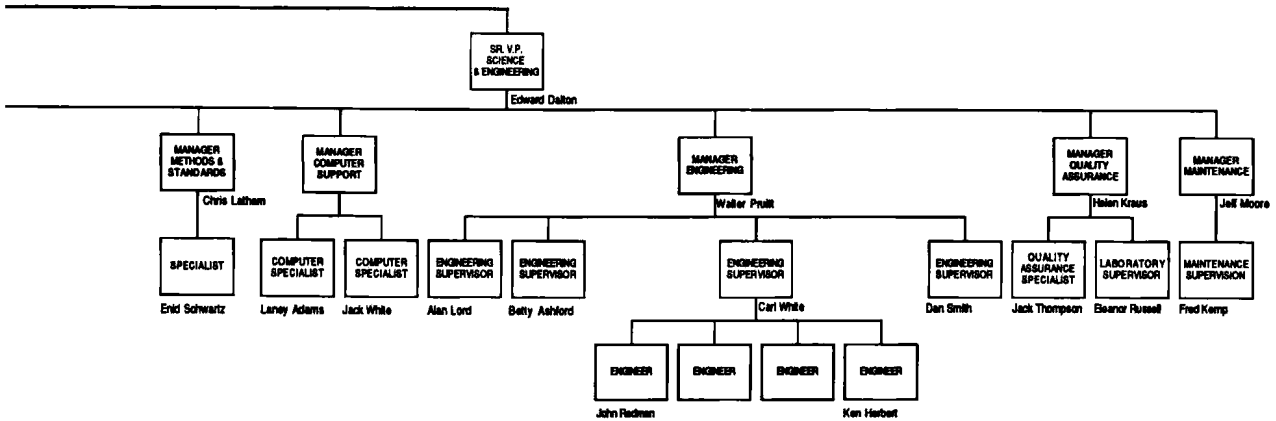 SR. V.P.
SCIENCE
& ENGINEERING
Edward Dalton
MANAGER
METHODS &
STANDARDS
Chris Latham
MANAGER
COMPUTER
SUPPORT
MANAGER
ENGINEERING
Walter Pruitt
MANAGER
QUALITY
ASSURANCE
Helen Kraus
MANAGER
MAINTENANCE
Jeff Moore
SPECIALIST
Enid Schwartz
COMPUTER
SPECIALIST
Laney Adams
COMPUTER
SPECIALIST
Jack White
ENGINEERING
SUPERVISOR
Alan Lord
ENGINEERING
SUPERVISOR
Betty Ashford
ENGINEERING
SUPERVISOR
Carl White
ENGINEERING
SUPERVISOR
Dan Smith
QUALITY
ASSURANCE
SPECIALIST
Jack Thompson
LABORATORY
SUPERVISOR
Eleanor Russell
MAINTENANCE
SUPERVISION
Fred Kemp
ENGINEER
John Redman
ENGINEER
ENGINEER
ENGINEER
Ken Herbert